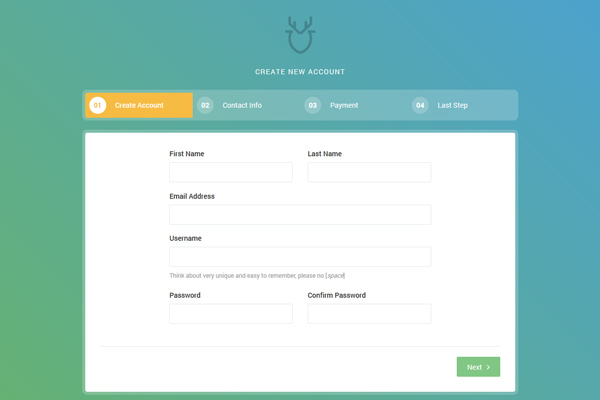 CREATE NEW ACCOUNT
01 Create Account 02 Contact Info 03 Payment 04 Last Step
First Name Last Name
Email Address
Username
Think about very unique and easy to remember, please no [space]
Password Confirm Password
Next